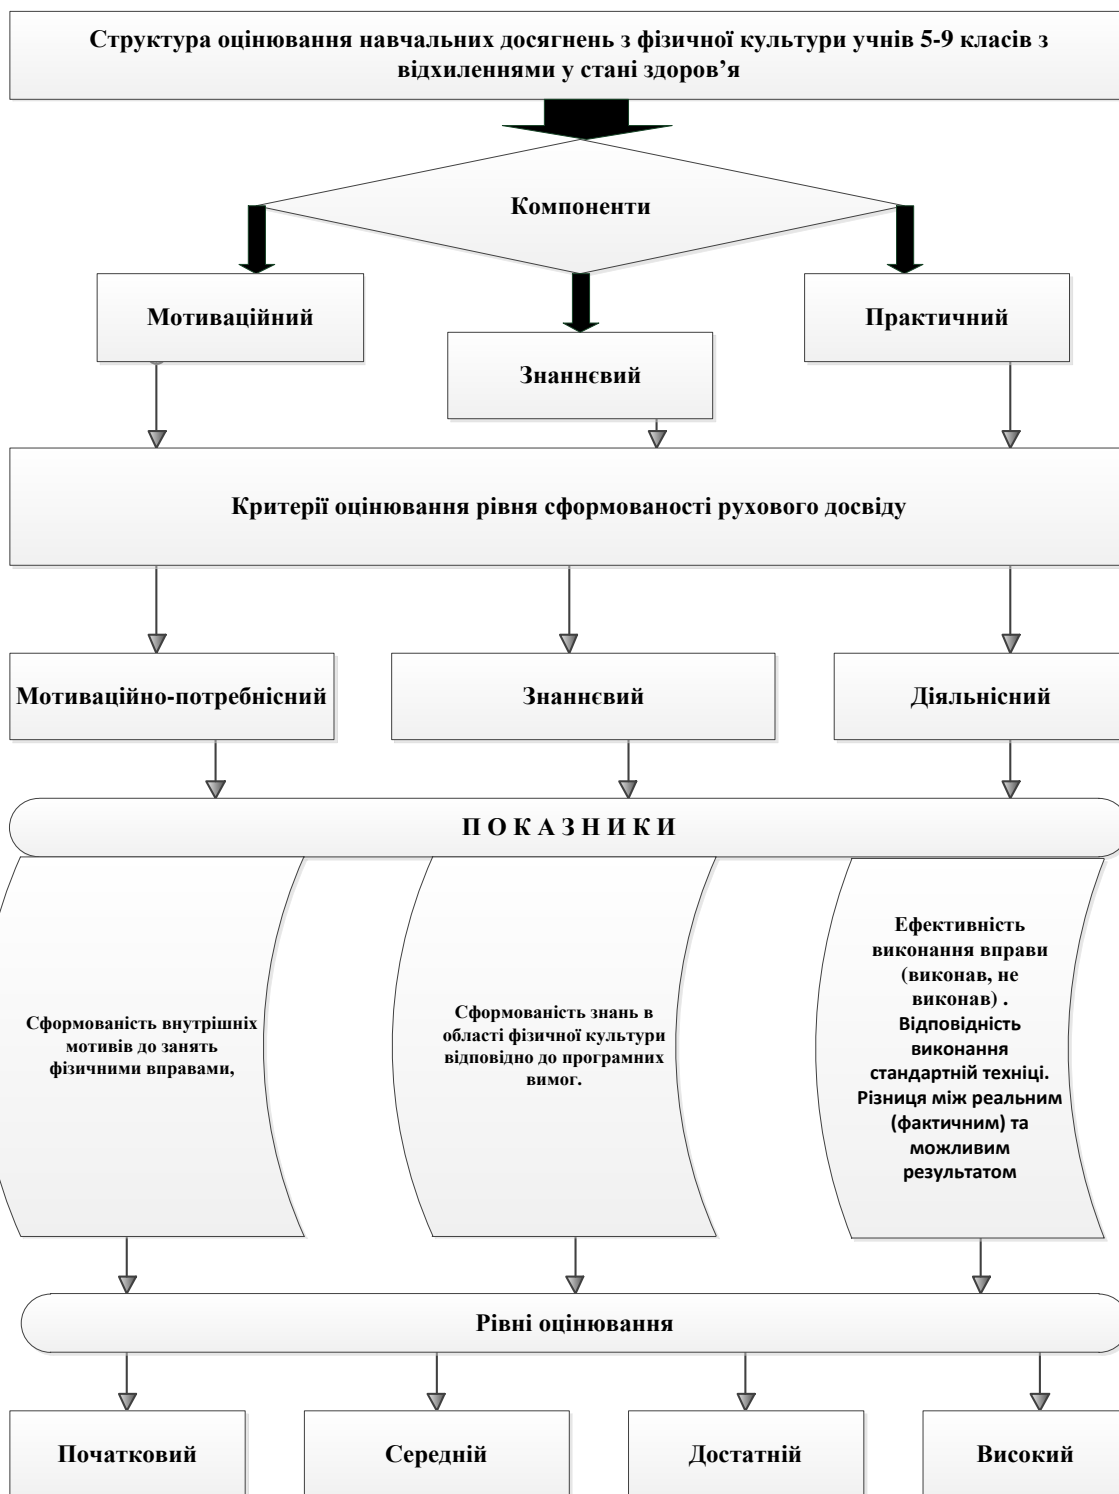 Структура оцінювання навчальних досягнень з фізичної культури учнів 5-9 класів з
відхиленнями у стані здоров’я
Компоненти
Мотиваційний
Знаннєвий
Практичний
Критерії оцінювання рівня сформованості рухового досвіду
Мотиваційно-потребнісний
Знаннєвий
Діяльнісний
П О К А З Н И К И
Сформованість внутрішніх
мотивів до занять
фізичними вправами,
Сформованість знань в
області фізичної культури
відповідно до програмних
вимог.
Ефективність
виконання вправи
(виконав, не
виконав) .
Відповідність
виконання
стандартній техніці.
Різниця між реальним
(фактичним) та
можливим
результатом
Рівні оцінювання
Початковий
Середній
Достатній
Високий